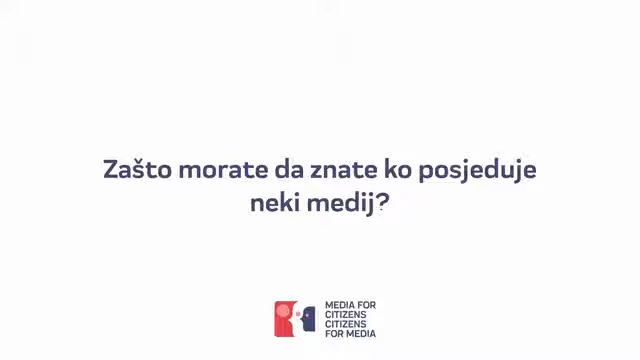 Zašto morate da znate ko posjeduje
neki medij?
MEDIA FOR
CITIZENS
CITIZENS
FOR MEDIA